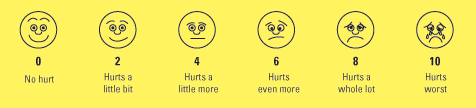 0 2 4 6 8 10
No hurt Hurts a Hurts a Hurts Hurts a Hurts
little bit little more even more whole lot worst